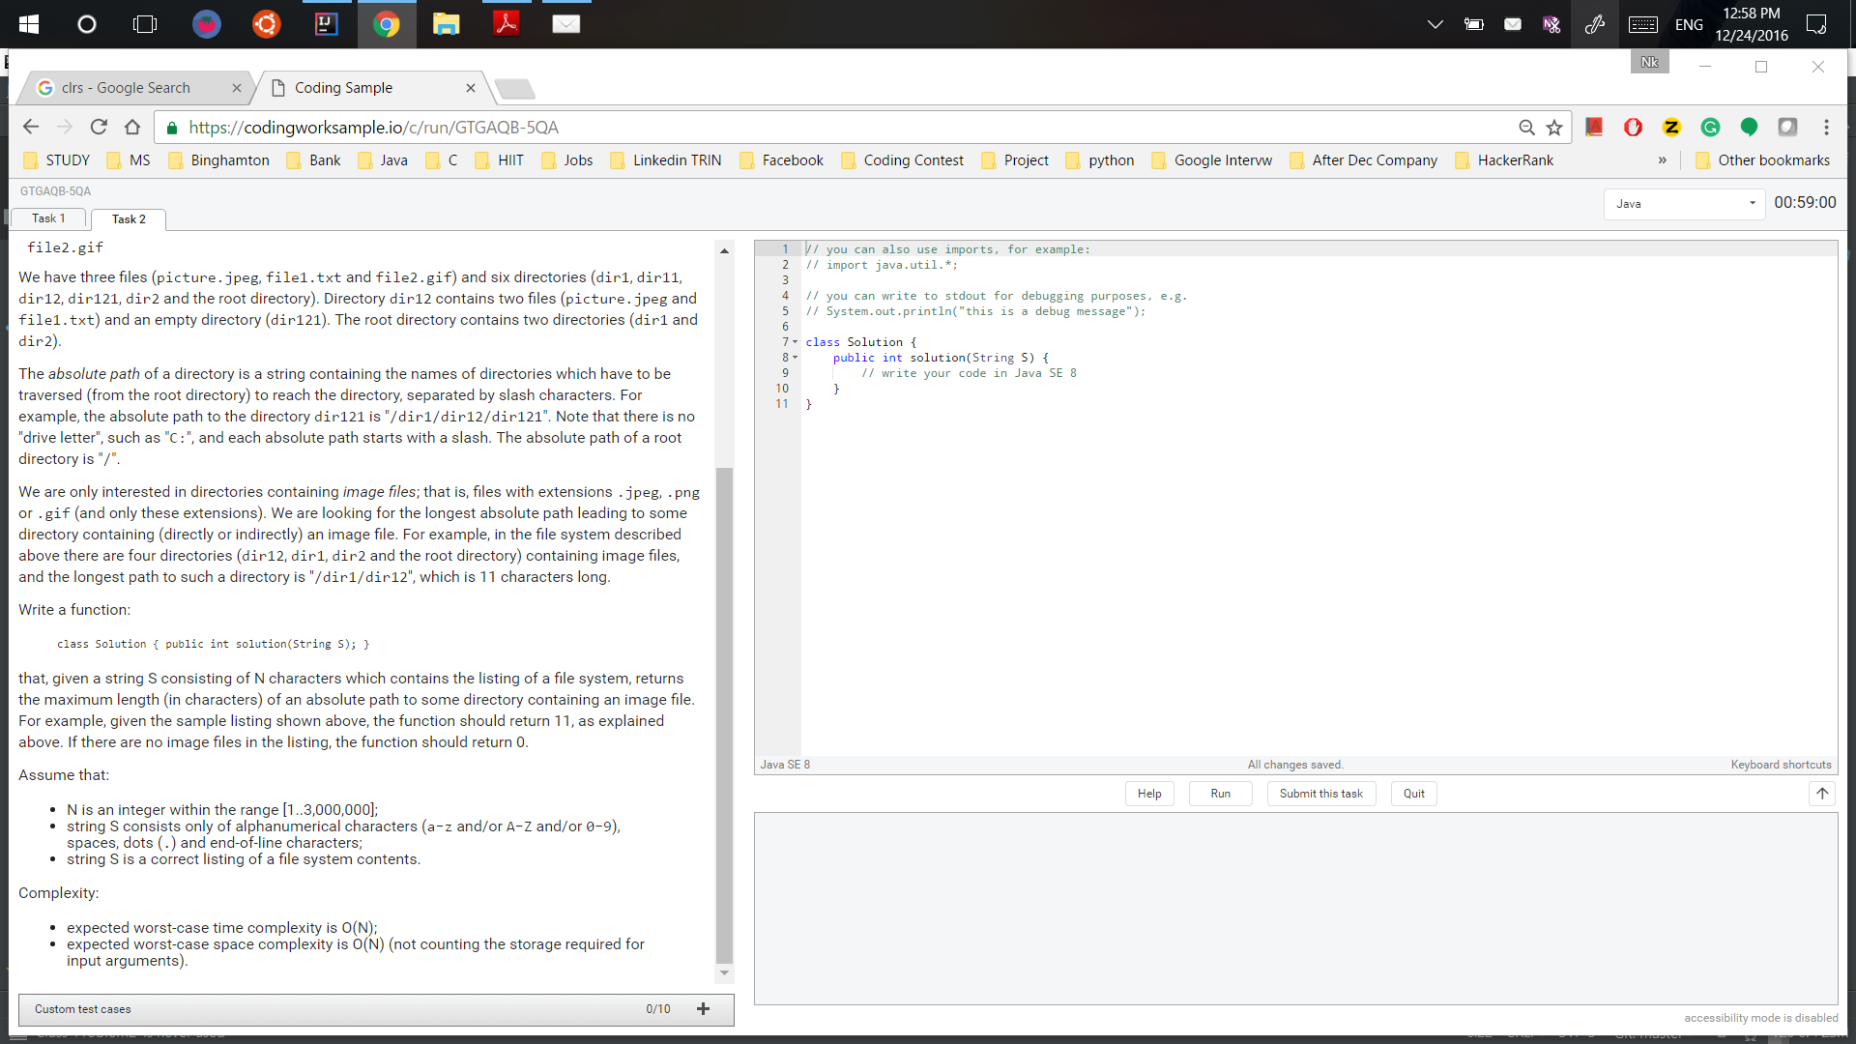 12:58 PM
ENG
12/24/2016
Nk
clrs - Google Search
Coding Sample
https://codingworksample.io/c/run/GTGAQB-5QA
STUDY MS Binghamton Bank Java C HIIT Jobs Linkedin TRIN Facebook Coding Contest Project python Google Intervw After Dec Company HackerRank » Other bookmarks
GTGAQB-5QA
Task 1 Task 2
Java 00:59:00
file2.gif
We have three files (picture.jpeg, file1.txt and file2.gif) and six directories (dir1, dir11,
dir12, dir121, dir2 and the root directory). Directory dir12 contains two files (picture.jpeg and
file1.txt) and an empty directory (dir121). The root directory contains two directories (dir1 and
dir2).
The absolute path of a directory is a string containing the names of directories which have to be
traversed (from the root directory) to reach the directory, separated by slash characters. For
example, the absolute path to the directory dir121 is "/dir1/dir12/dir121". Note that there is no
"drive letter", such as "C:", and each absolute path starts with a slash. The absolute path of a root
directory is "/".
We are only interested in directories containing image files; that is, files with extensions .jpeg, .png
or .gif (and only these extensions). We are looking for the longest absolute path leading to some
directory containing (directly or indirectly) an image file. For example, in the file system described
above there are four directories (dir12, dir1, dir2 and the root directory) containing image files,
and the longest path to such a directory is "/dir1/dir12", which is 11 characters long.
Write a function:
class Solution { public int solution(String S); }
that, given a string S consisting of N characters which contains the listing of a file system, returns
the maximum length (in characters) of an absolute path to some directory containing an image file.
For example, given the sample listing shown above, the function should return 11, as explained
above. If there are no image files in the listing, the function should return 0.
Assume that:
• N is an integer within the range [1..3,000,000];
• string S consists only of alphanumerical characters (a-z and/or A-Z and/or 0-9),
spaces, dots (.) and end-of-line characters;
• string S is a correct listing of a file system contents.
Complexity:
• expected worst-case time complexity is O(N);
• expected worst-case space complexity is O(N) (not counting the storage required for
input arguments).
Custom test cases 0/10 +
1 // you can also use imports, for example:
2 // import java.util.*;
3
4 // you can write to stdout for debugging purposes, e.g.
5 // System.out.println("this is a debug message");
6
7 class Solution {
8 public int solution(String S) {
9 // write your code in Java SE 8
10 }
11 }
Java SE 8 All changes saved. Keyboard shortcuts
Help Run Submit this task Quit
accessibility mode is disabled